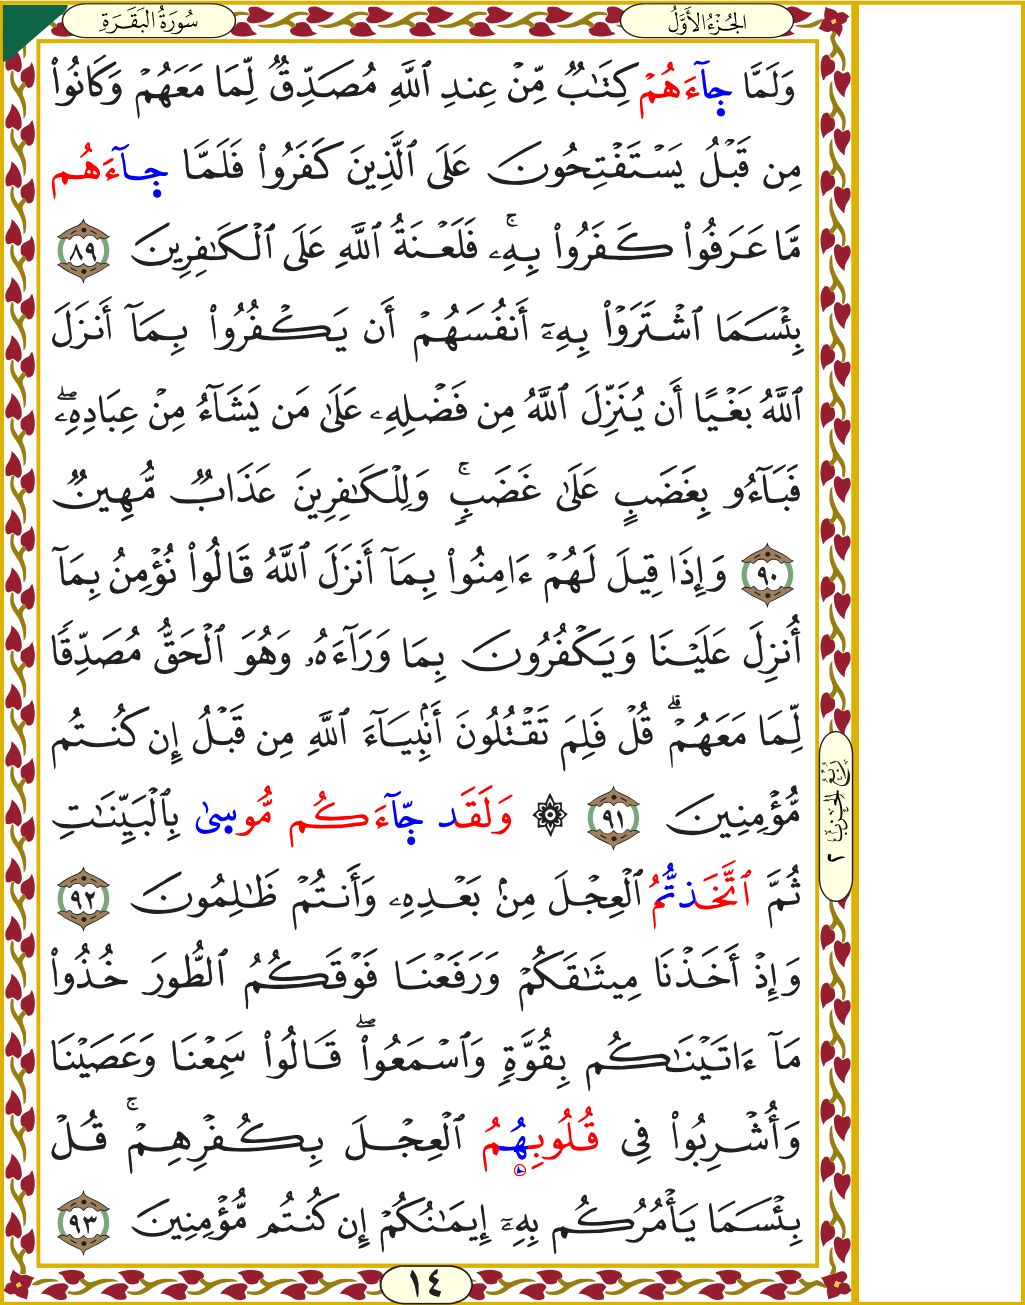 الجُزْءُ الأَوَّلُ
سُورَةُ البَقَرَةِ
وَلَمَّا جَآءَهُمْ كِتَٰبٌ مِّنْ عِندِ ٱللَّهِ مُصَدِّقٌ لِّمَا مَعَهُمْ وَكَانُوا۟
مِن قَبْلُ يَسْتَفْتِحُونَ عَلَى ٱلَّذِينَ كَفَرُوا۟ فَلَمَّا جَآءَهُم
مَّا عَرَفُوا۟ كَفَرُوا۟ بِهِۦ ۚ فَلَعْنَةُ ٱللَّهِ عَلَى ٱلْكَٰفِرِينَ ٨٩
بِئْسَمَا ٱشْتَرَوْا۟ بِهِۦٓ أَنفُسَهُمْ أَن يَكْفُرُوا۟ بِمَآ أَنزَلَ
ٱللَّهُ بَغْيًا أَن يُنَزِّلَ ٱللَّهُ مِن فَضْلِهِۦ عَلَىٰ مَن يَشَآءُ مِنْ عِبَادِهِۦ ۖ
فَبَآءُو بِغَضَبٍ عَلَىٰ غَضَبٍ ۚ وَلِلْكَٰفِرِينَ عَذَابٌ مُّهِينٌ
٩٠ وَإِذَا قِيلَ لَهُمْ ءَامِنُوا۟ بِمَآ أَنزَلَ ٱللَّهُ قَالُوا۟ نُؤْمِنُ بِمَآ
أُنزِلَ عَلَيْنَا وَيَكْفُرُونَ بِمَا وَرَآءَهُۥ وَهُوَ ٱلْحَقُّ مُصَدِّقًا
لِّمَا مَعَهُمْ ۗ قُلْ فَلِمَ تَقْتُلُونَ أَنۢبِيَآءَ ٱللَّهِ مِن قَبْلُ إِن كُنتُم
مُّؤْمِنِينَ ٩١ ۞ وَلَقَد جَّآءَكُم مُّوسِىٰ بِٱلْبَيِّنَٰتِ
ثُمَّ ٱتَّخَذتُّمُ ٱلْعِجْلَ مِنۢ بَعْدِهِۦ وَأَنتُمْ ظَٰلِمُونَ ٩٢
وَإِذْ أَخَذْنَا مِيثَٰقَكُمْ وَرَفَعْنَا فَوْقَكُمُ ٱلطُّورَ خُذُوا۟
مَآ ءَاتَيْنَٰكُم بِقُوَّةٍ وَٱسْمَعُوا۟ ۖ قَالُوا۟ سَمِعْنَا وَعَصَيْنَا
وَأُشْرِبُوا۟ فِى قُلُوبِهُمُ ٱلْعِجْلَ بِكُفْرِهِمْ ۚ قُلْ
بِئْسَمَا يَأْمُرُكُم بِهِۦٓ إِيمَٰنُكُمْ إِن كُنتُم مُّؤْمِنِينَ ٩٣
رُبْعُ الحِزْبِ ٢
١٤